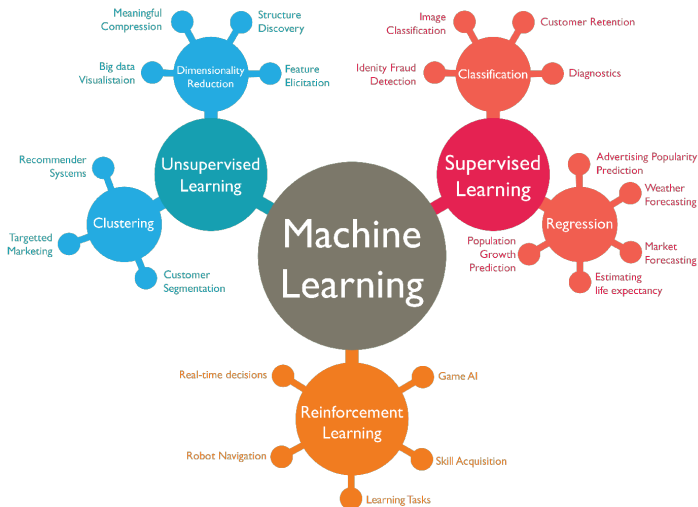 Meaningful
Compression
Structure
Discovery
Big data
Visualistaion
Dimensionality
Reduction
Feature
Elicitation
Image
Classification
Customer Retention
Idenity Fraud
Detection
Classification
Diagnostics
Recommender
Systems
Unsupervised
Learning
Clustering
Targetted
Marketing
Customer
Segmentation
Machine
Learning
Supervised
Learning
Advertising Popularity
Prediction
Weather
Forecasting
Regression
Population
Growth
Prediction
Market
Forecasting
Estimating
life expectancy
Real-time decisions
Game AI
Reinforcement
Learning
Robot Navigation
Skill Acquisition
Learning Tasks